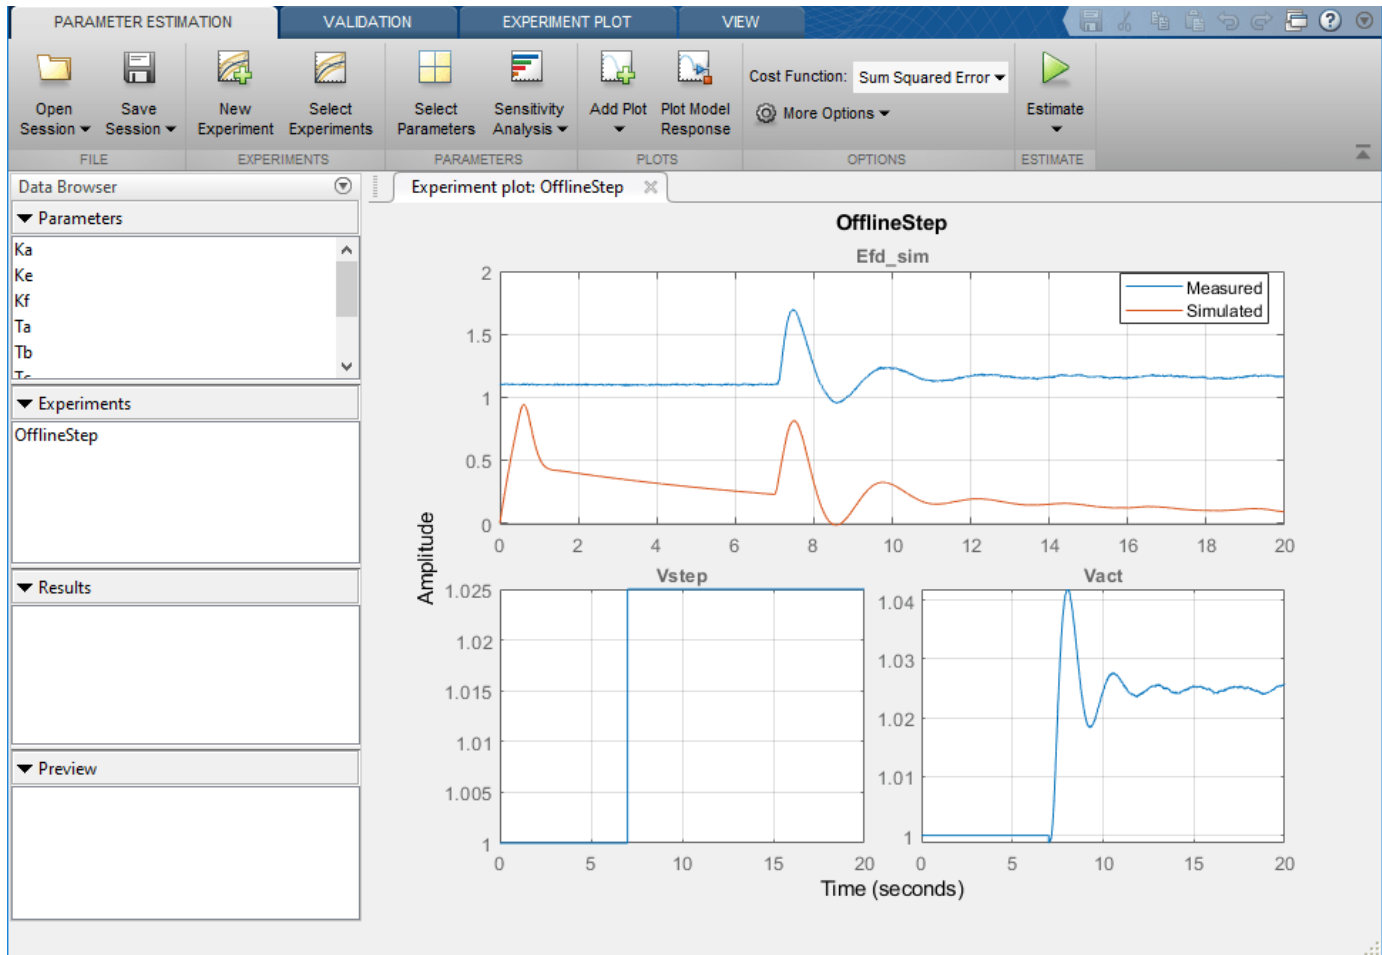 PARAMETER ESTIMATION
VALIDATION
EXPERIMENT PLOT
VIEW
Open Session
Save Session
New Experiment
Select Experiments
Select Parameters
Sensitivity Analysis
Add Plot
Plot Model Response
Cost Function: Sum Squared Error
More Options
Estimate
FILE
EXPERIMENTS
PARAMETERS
PLOTS
OPTIONS
ESTIMATE
Data Browser
Experiment plot: OfflineStep
Parameters
Ka
Ke
Kf
Ta
Tb
Tc
Experiments
OfflineStep
Results
Preview
OfflineStep
Efd_sim
Measured
Simulated
2
1.5
1
0.5
0
0 2 4 6 8 10 12 14 16 18 20
Amplitude
Vstep
1.025
1.02
1.015
1.01
1.005
1
0 5 10 15 20
Vact
1.04
1.03
1.02
1.01
1
0 5 10 15 20
Time (seconds)